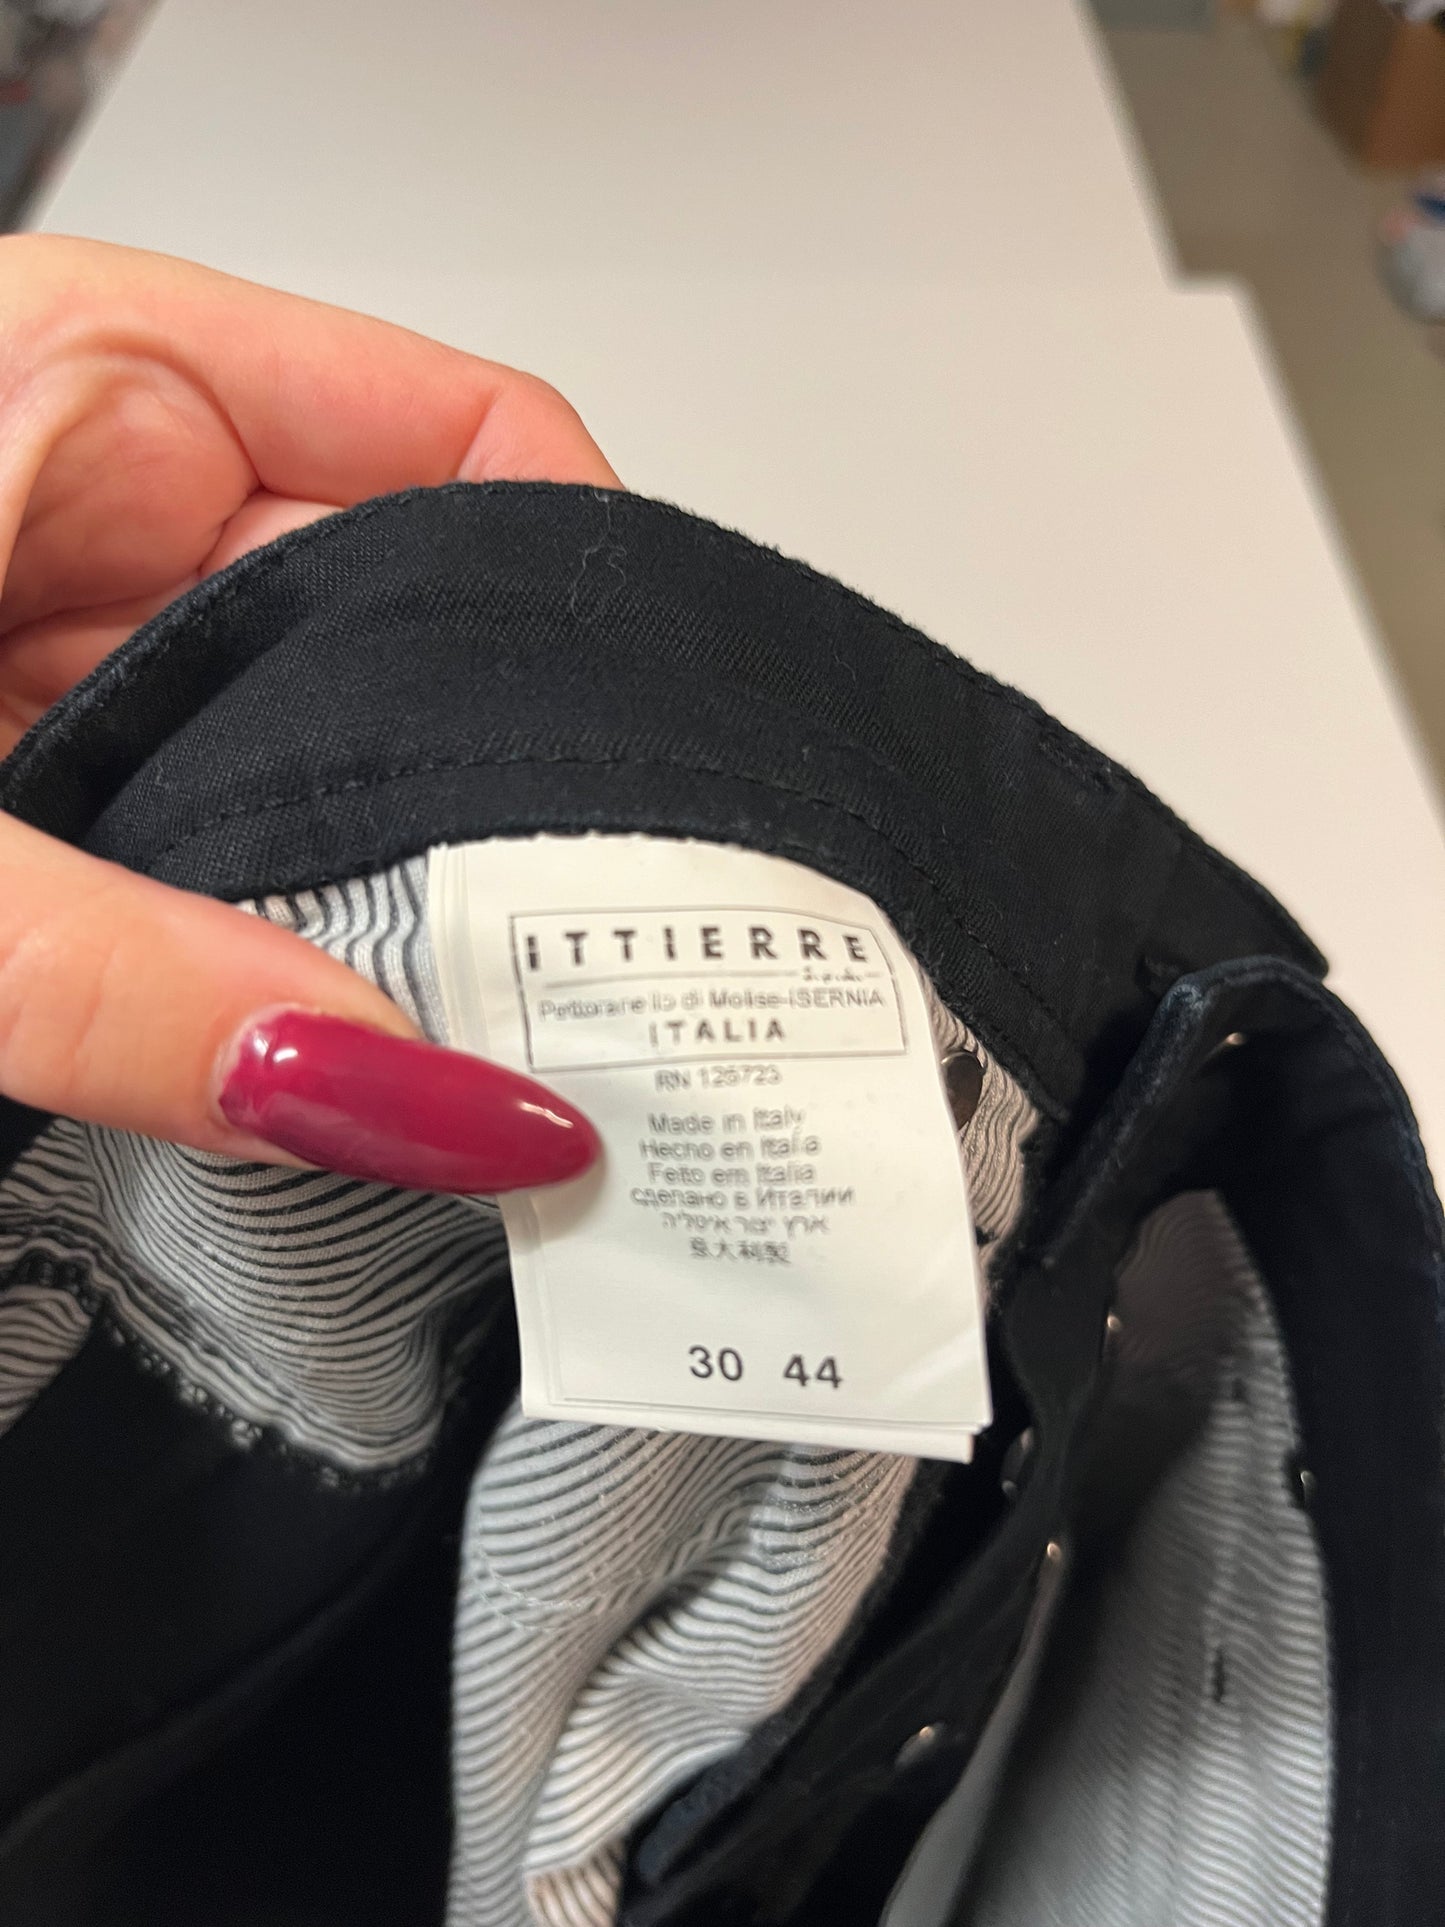 ITTIERRE
S.p.A.
Pettoranello di Molise-ISERNIA
ITALIA
RN 125723
Made in Italy
Hecho en Italia
Feito em Italia
сделано в Италии
ארץ יצור איטליה
意大利製
30 44